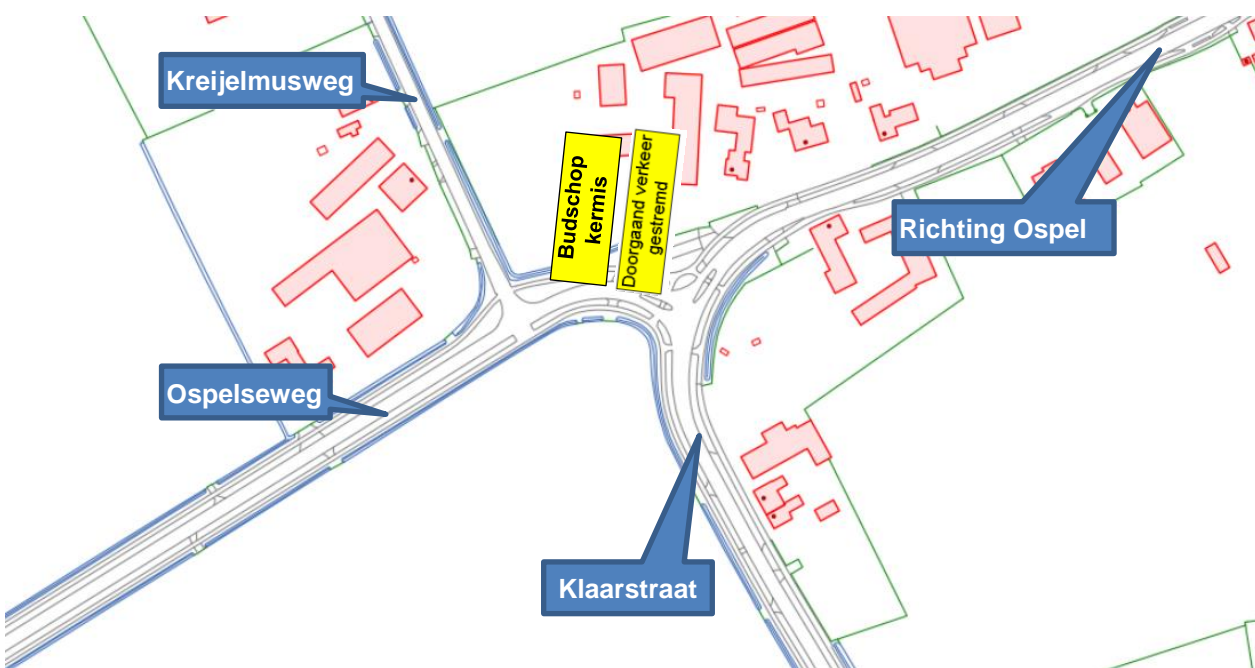 Kreijelmusweg
Budschop
kermis
Doorgaand verkeer
gestremd
Richting Ospel
Ospelseweg
Klaarstraat